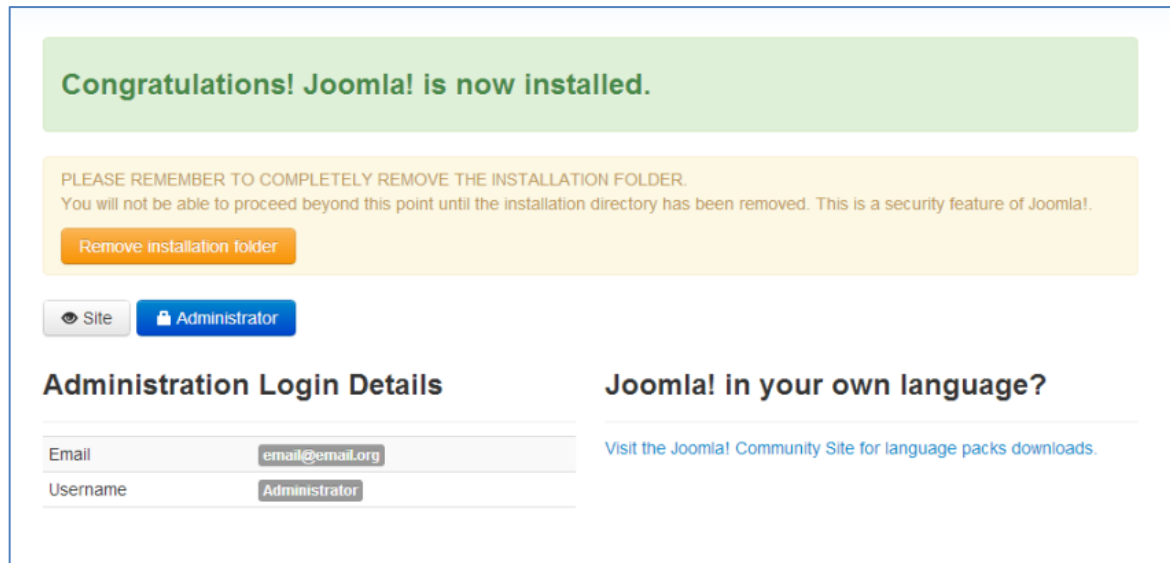 Congratulations! Joomla! is now installed.
PLEASE REMEMBER TO COMPLETELY REMOVE THE INSTALLATION FOLDER.
You will not be able to proceed beyond this point until the installation directory has been removed. This is a security feature of Joomla!.
Remove installation folder
Site Administrator
Administration Login Details
Email email@email.org
Username Administrator
Joomla! in your own language?
Visit the Joomla! Community Site for language packs downloads.